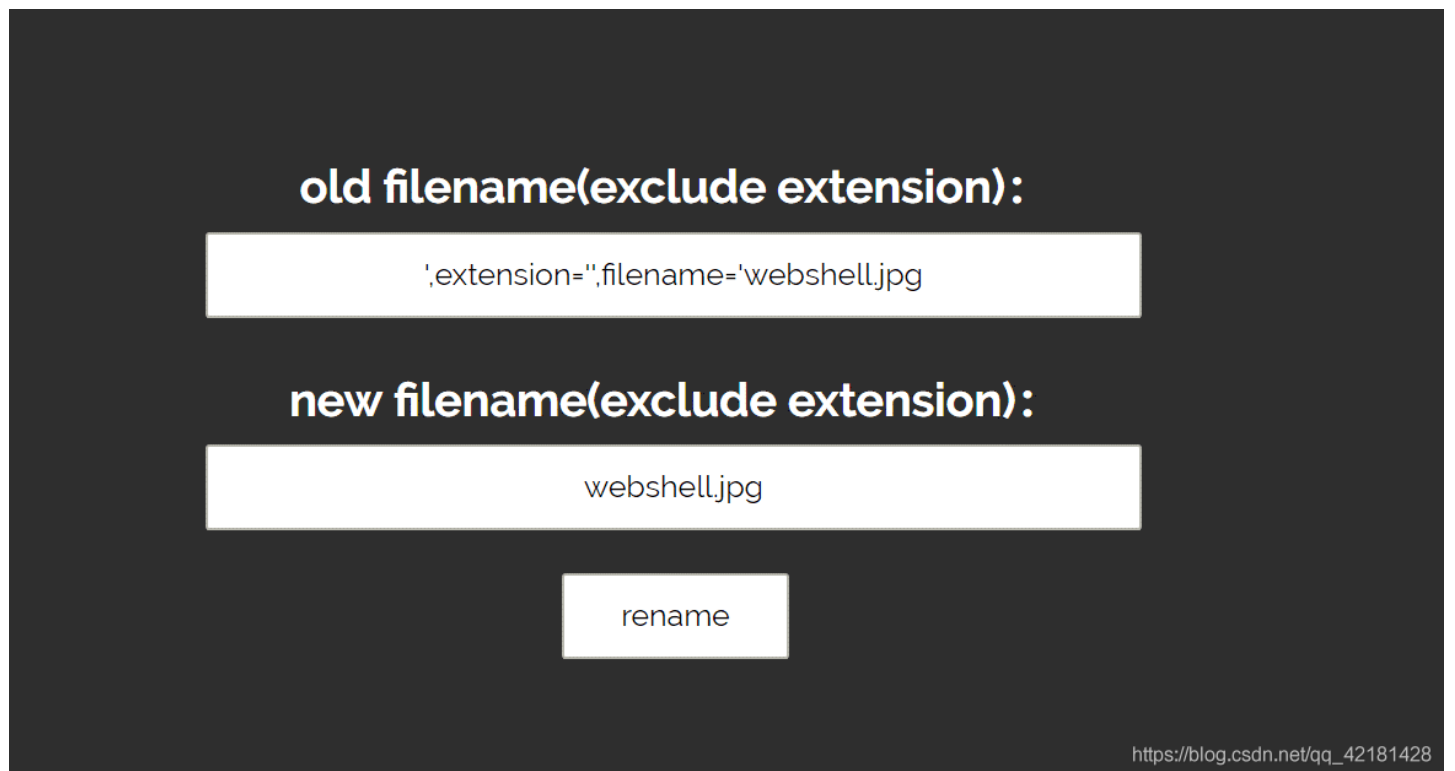 old filename(exclude extension)：
',extension='',filename='webshell.jpg
new filename(exclude extension)：
webshell.jpg
rename
https://blog.csdn.net/qq_42181428